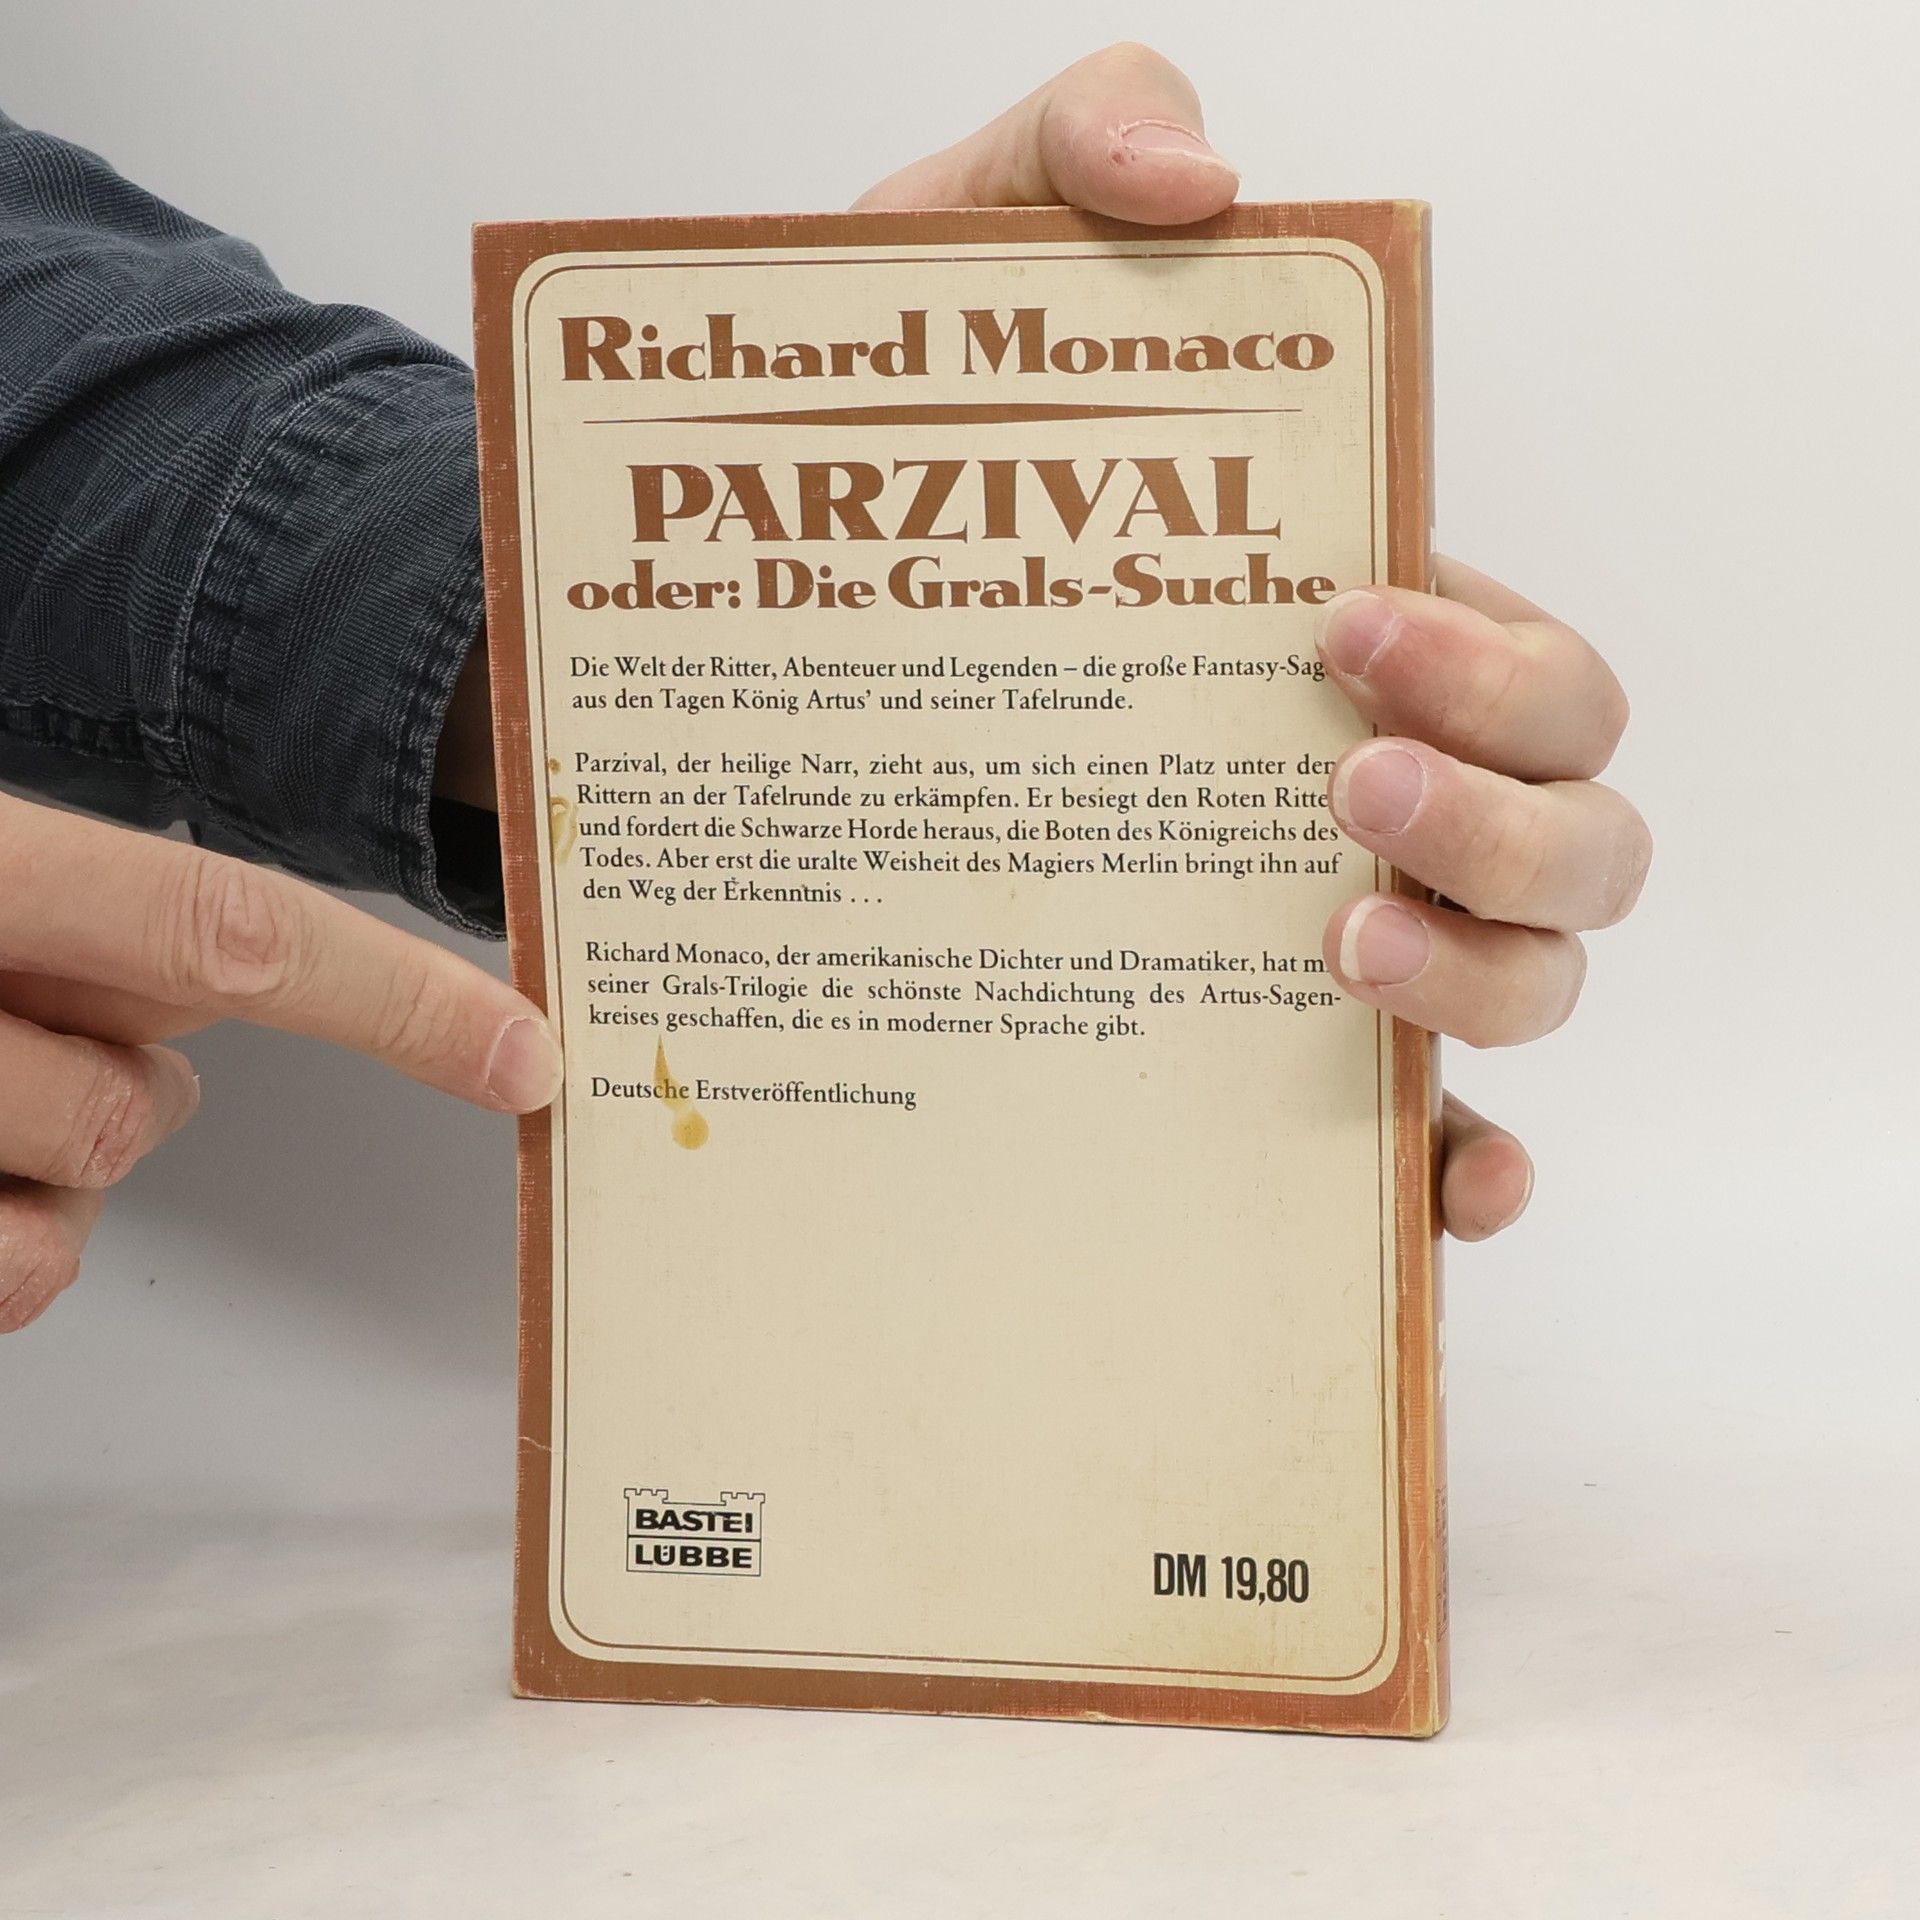 Richard Monaco
PARZIVAL
oder: Die Grals-Suche
Die Welt der Ritter, Abenteuer und Legenden – die große
aus den Tagen König Artus’ und seiner Tafelrunde.
Parzival, der heilige Narr, zieht aus, um sich einen Platz unter den
Rittern an der Tafelrunde zu erkämpfen. Er besiegt den Roten
und fordert die Schwarze Horde heraus, die Boten des Königreichs des
Todes. Aber erst die uralte Weisheit des Magiers Merlin bringt ihn auf
den Weg der Erkenntnis . . .
Richard Monaco, der amerikanische Dichter und Dramatiker, hat
seiner Grals-Trilogie die schönste Nachdichtung des Artus-Sagen-
kreises geschaffen, die es in moderner Sprache gibt.
Deutsche Erstveröffentlichung
BASTEI
LÜBBE
DM 19,80